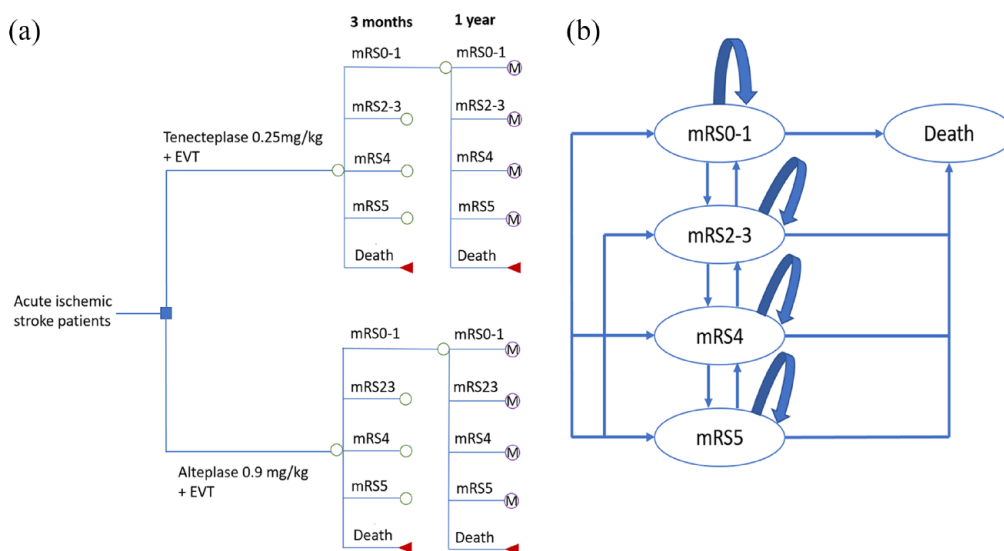 (a)
3 months
1 year
mRS0-1
mRS0-1
M
mRS2-3
mRS2-3
M
Tenecteplase 0.25mg/kg
+ EVT
mRS4
mRS4
M
mRS5
mRS5
M
Death
Death
Acute ischemic
stroke patients
mRS0-1
mRS0-1
M
mRS23
mRS23
M
Alteplase 0.9 mg/kg
+ EVT
mRS4
mRS4
M
mRS5
mRS5
M
Death
Death
(b)
mRS0-1
Death
mRS2-3
mRS4
mRS5